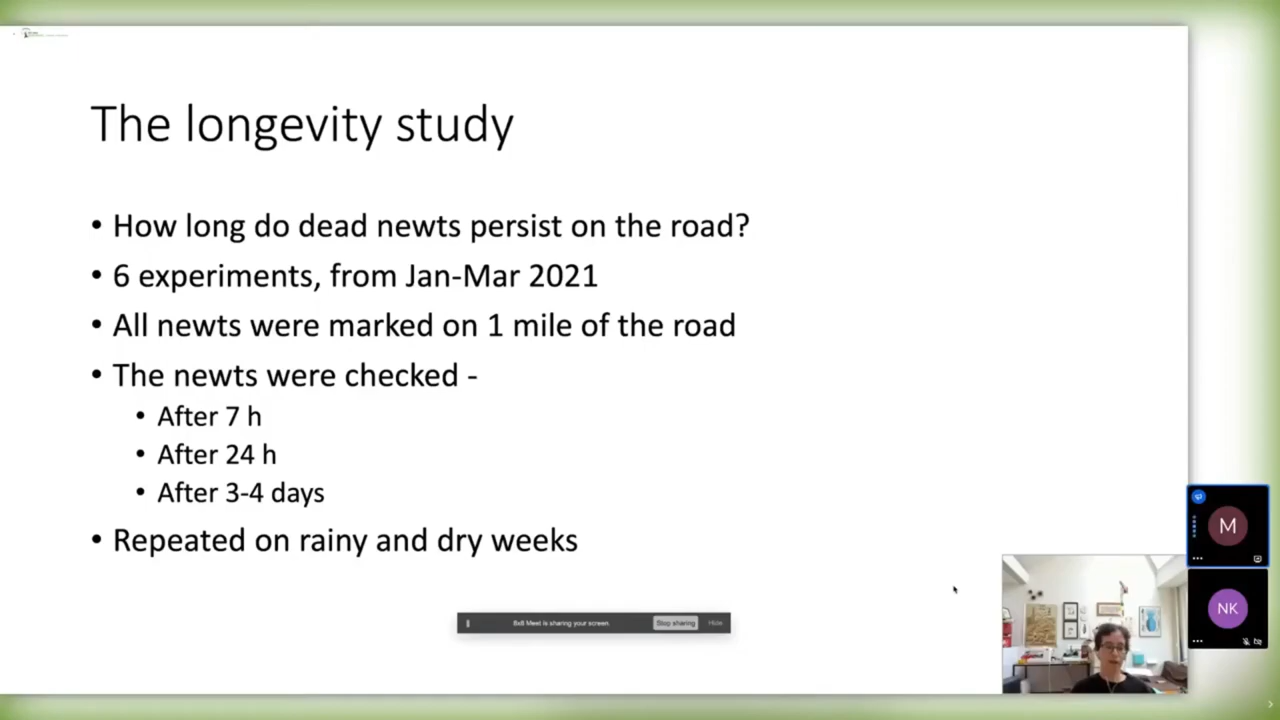 The longevity study
• How long do dead newts persist on the road?
• 6 experiments, from Jan-Mar 2021
• All newts were marked on 1 mile of the road
• The newts were checked -
• After 7 h
• After 24 h
• After 3-4 days
• Repeated on rainy and dry weeks
8x8 Meet is sharing your screen.
Stop sharing
Hide
M
NK